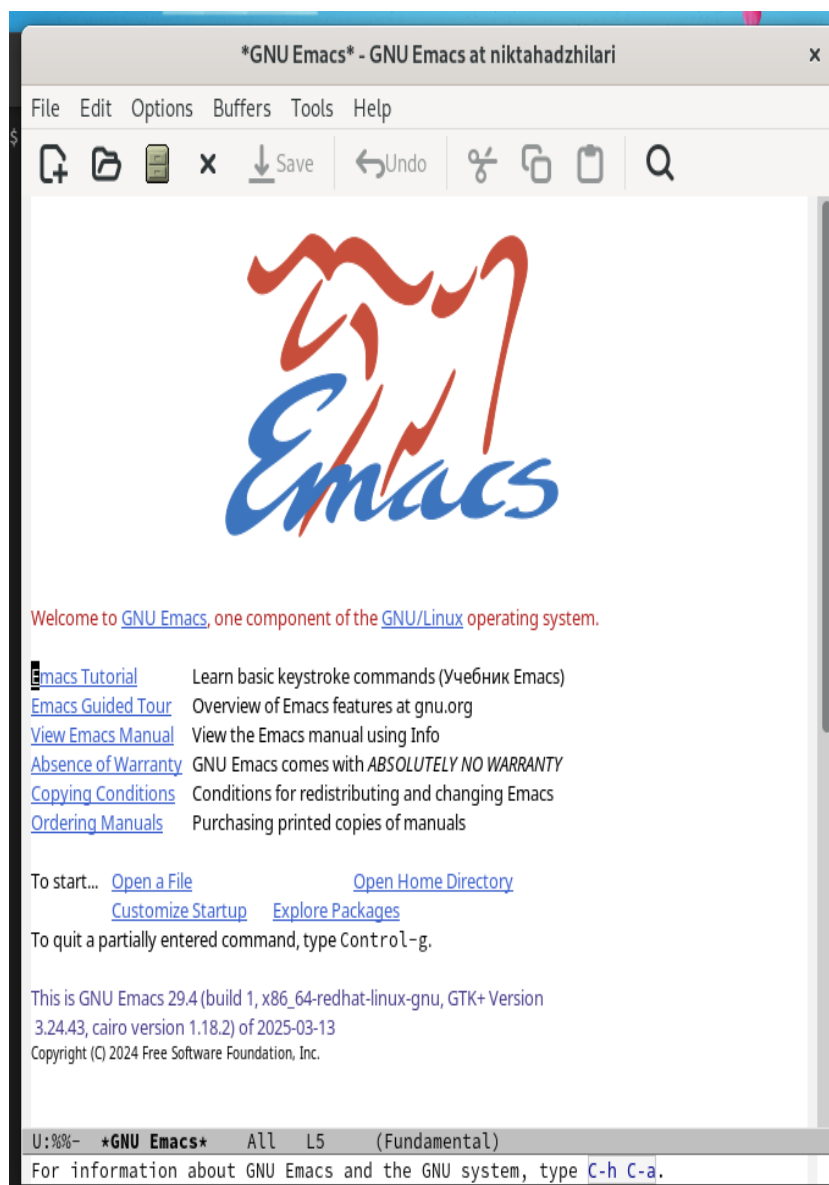 *GNU Emacs* - GNU Emacs at niktahadzhilari x
File Edit Options Buffers Tools Help
$
Save Undo
Emacs
Welcome to GNU Emacs, one component of the GNU/Linux operating system.
Emacs Tutorial Learn basic keystroke commands (Учебник Emacs)
Emacs Guided Tour Overview of Emacs features at gnu.org
View Emacs Manual View the Emacs manual using Info
Absence of Warranty GNU Emacs comes with ABSOLUTELY NO WARRANTY
Copying Conditions Conditions for redistributing and changing Emacs
Ordering Manuals Purchasing printed copies of manuals
To start... Open a File Open Home Directory
Customize Startup Explore Packages
To quit a partially entered command, type Control-g.
This is GNU Emacs 29.4 (build 1, x86_64-redhat-linux-gnu, GTK+ Version
3.24.43, cairo version 1.18.2) of 2025-03-13
Copyright (C) 2024 Free Software Foundation, Inc.
U:%%- *GNU Emacs* All L5 (Fundamental)
For information about GNU Emacs and the GNU system, type C-h C-a.